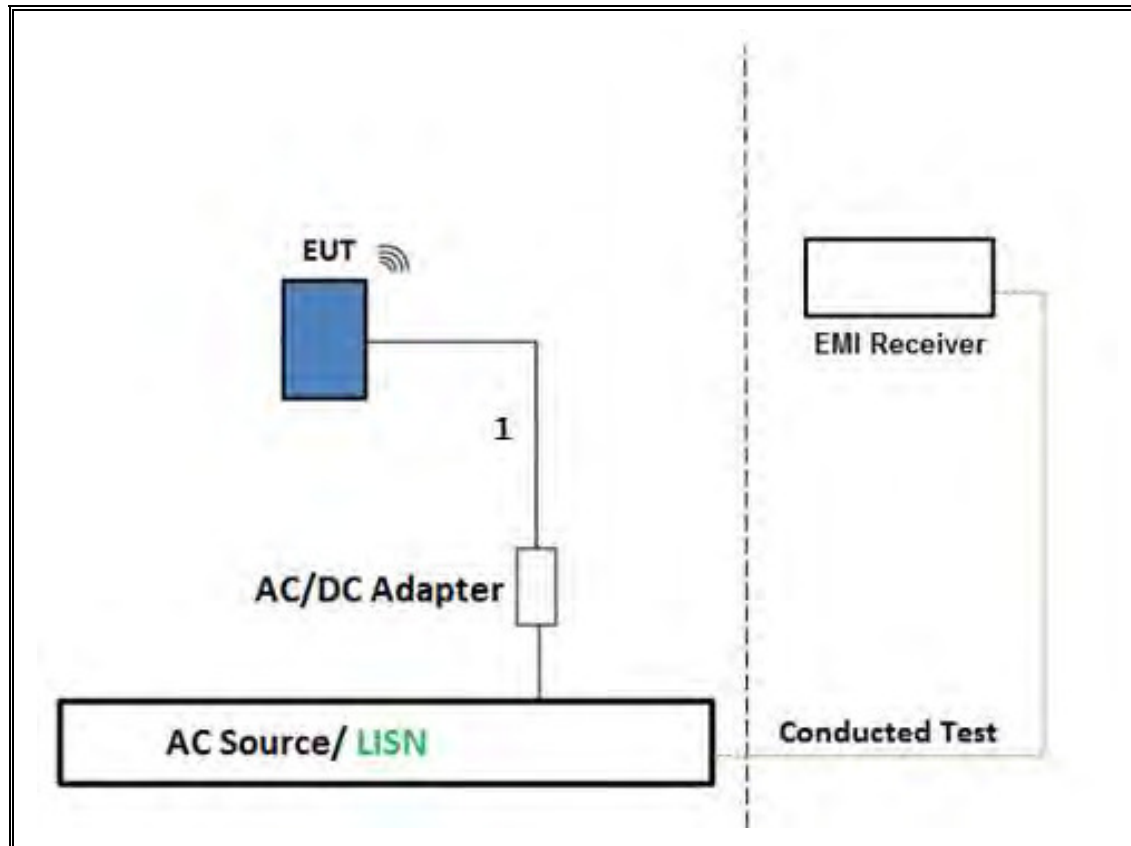 EUT
EMI Receiver
1
AC/DC Adapter
AC Source/ LISN
Conducted Test